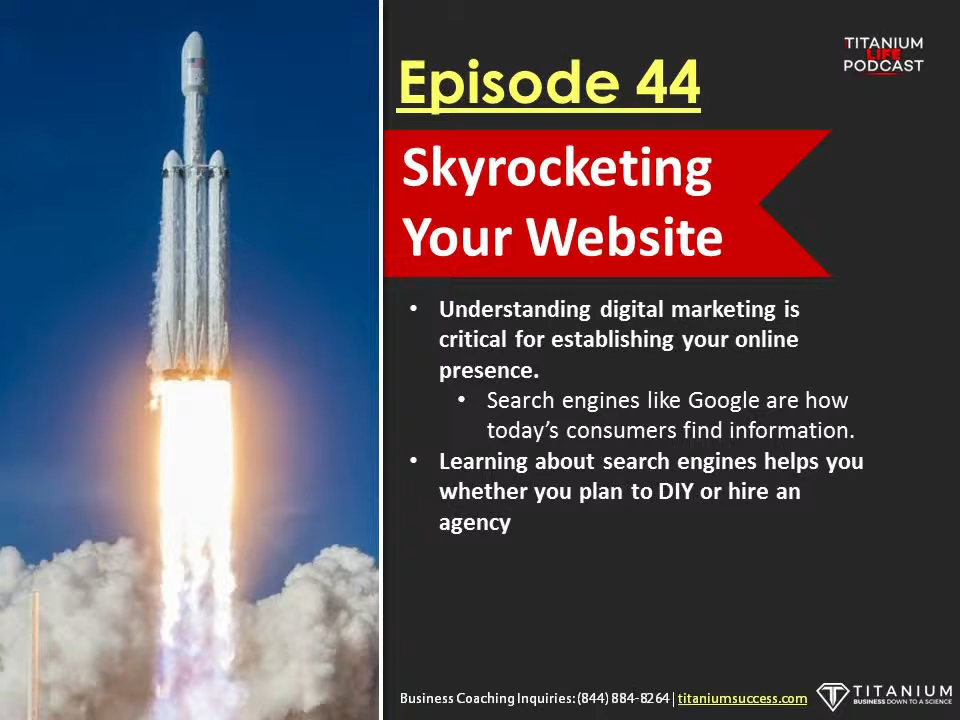 TITANIUM
LIFE
PODCAST
Episode 44
Skyrocketing
Your Website
• Understanding digital marketing is
critical for establishing your online
presence.
• Search engines like Google are how
today's consumers find information.
• Learning about search engines helps you
whether you plan to DIY or hire an
agency
Business Coaching Inquiries: (844) 884-8264 | titaniumsuccess.com
TITANIUM
BUSINESS DOWN TO A SCIENCE